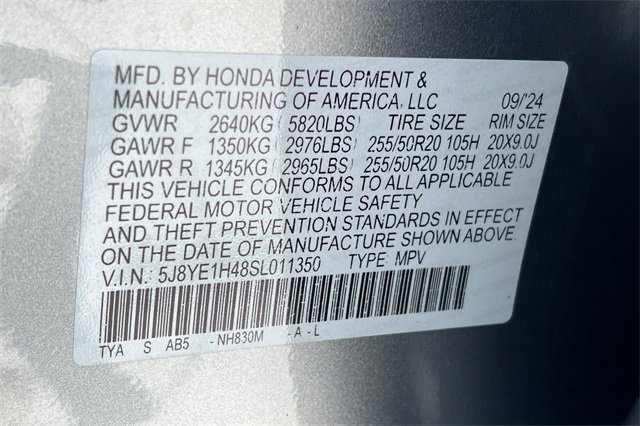 MFD. BY HONDA DEVELOPMENT &
MANUFACTURING OF AMERICA, LLC 09/'24
GVWR 2640KG (5820LBS) TIRE SIZE RIM SIZE
GAWR F 1350KG (2976LBS) 255/50R20 105H 20X9.0J
GAWR R 1345KG (2965LBS) 255/50R20 105H 20X9.0J
THIS VEHICLE CONFORMS TO ALL APPLICABLE
FEDERAL MOTOR VEHICLE SAFETY
AND THEFT PREVENTION STANDARDS IN EFFECT
ON THE DATE OF MANUFACTURE SHOWN ABOVE.
V.I.N.: 5J8YE1H48SL011350 TYPE: MPV
TYA S AB5 - NH830M - A - L